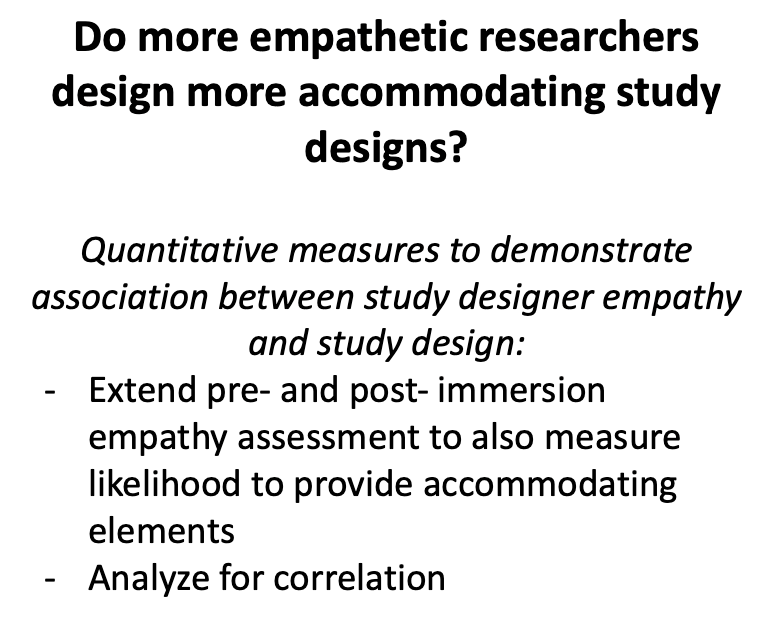 Do more empathetic researchers
design more accommodating study
designs?
Quantitative measures to demonstrate
association between study designer empathy
and study design:
- Extend pre- and post- immersion
empathy assessment to also measure
likelihood to provide accommodating
elements
- Analyze for correlation